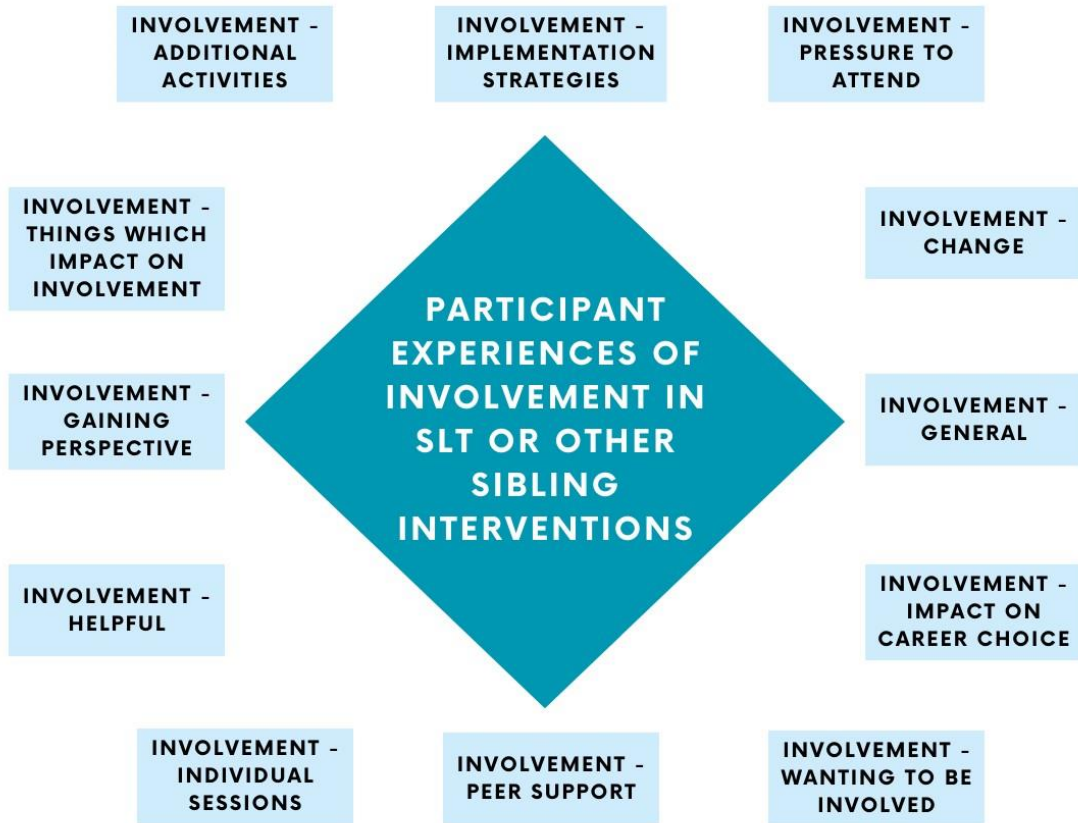 INVOLVEMENT -
ADDITIONAL
ACTIVITIES
INVOLVEMENT -
IMPLEMENTATION
STRATEGIES
INVOLVEMENT -
PRESSURE TO
ATTEND
INVOLVEMENT -
THINGS WHICH
IMPACT ON
INVOLVEMENT
INVOLVEMENT -
CHANGE
PARTICIPANT
EXPERIENCES OF
INVOLVEMENT IN
SLT OR OTHER
SIBLING
INTERVENTIONS
INVOLVEMENT -
GAINING
PERSPECTIVE
INVOLVEMENT -
GENERAL
INVOLVEMENT -
HELPFUL
INVOLVEMENT -
IMPACT ON
CAREER CHOICE
INVOLVEMENT -
INDIVIDUAL
SESSIONS
INVOLVEMENT -
PEER SUPPORT
INVOLVEMENT -
WANTING TO BE
INVOLVED